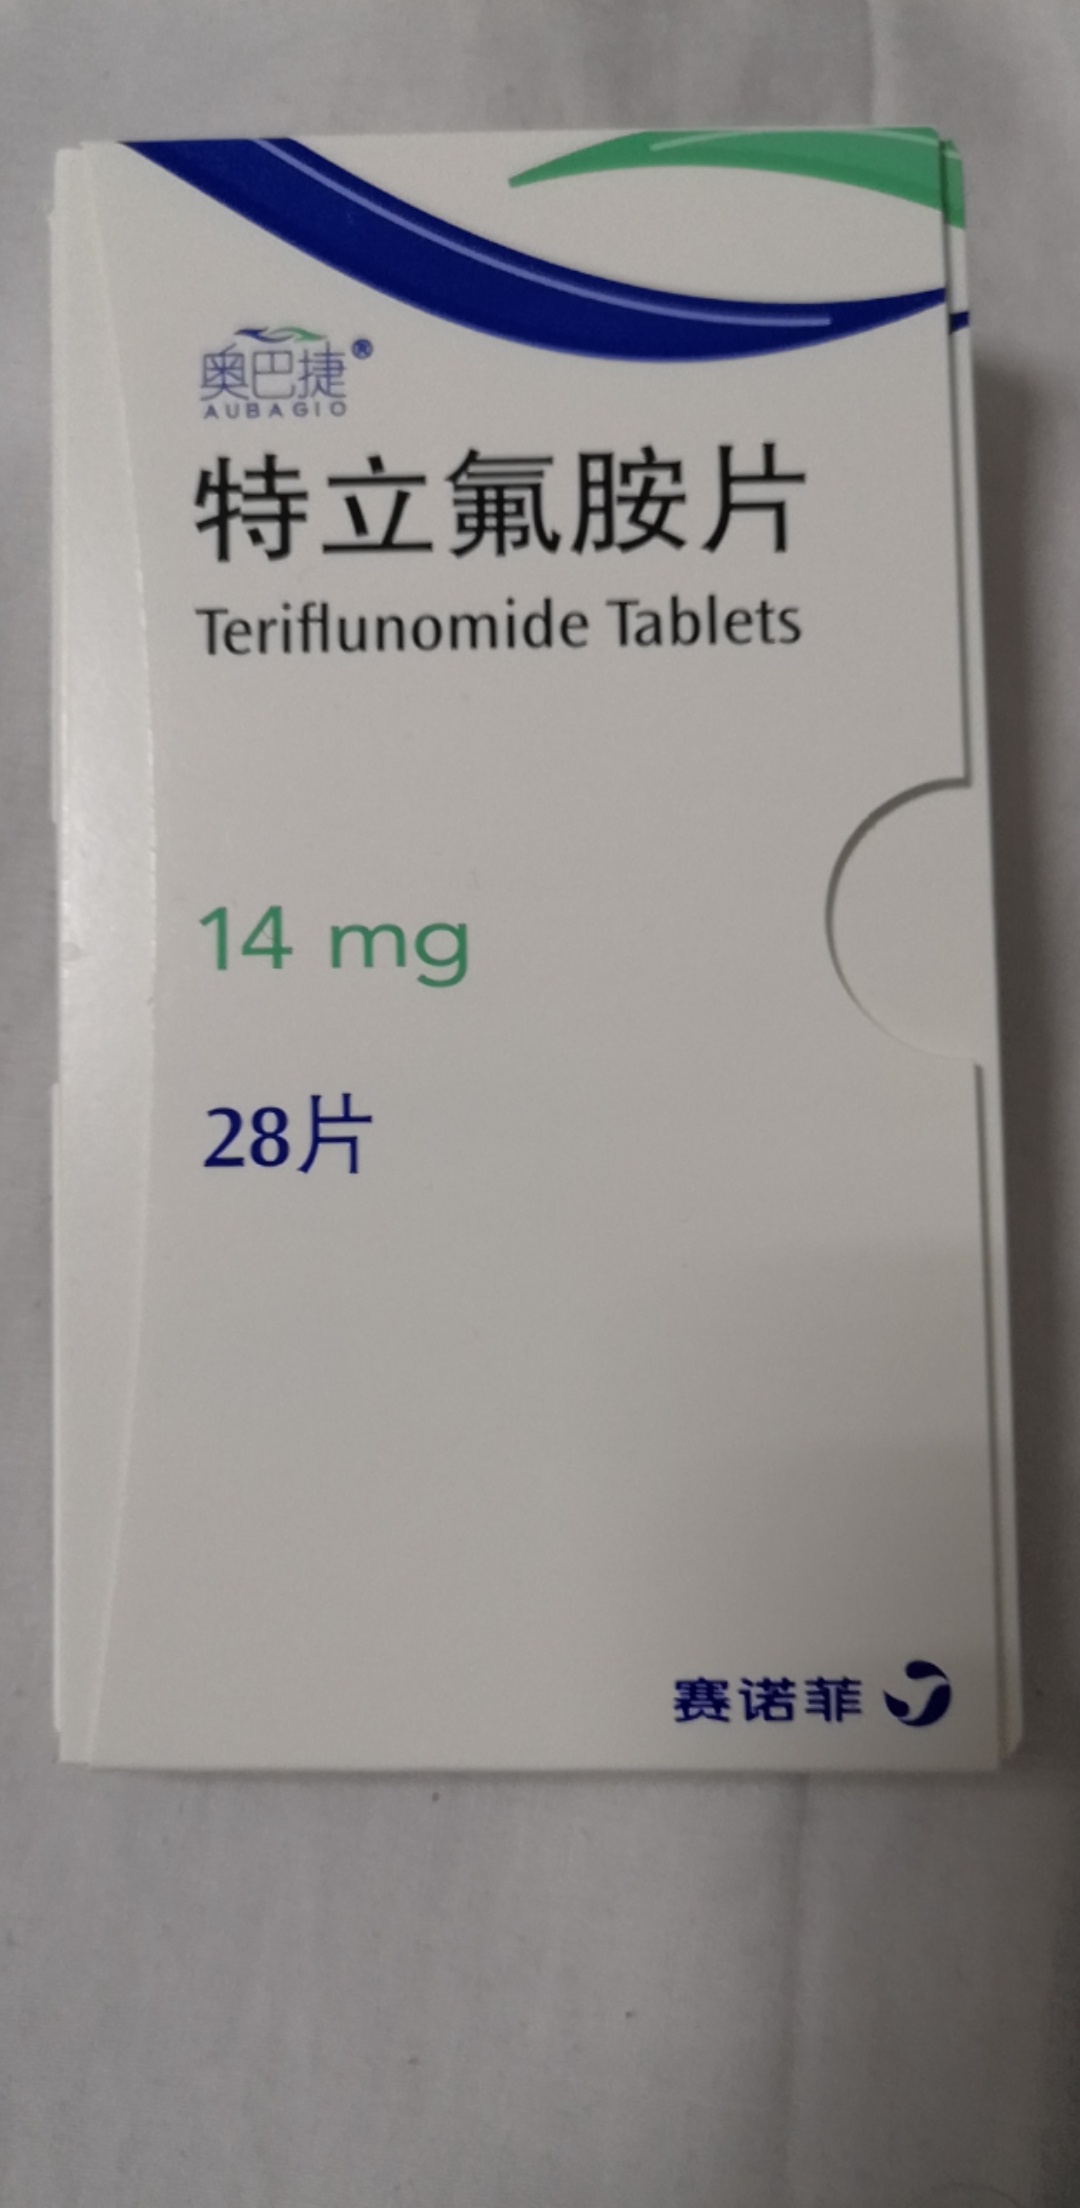 奥巴捷®
AUBAGIO
特立氟胺片
Teriflunomide Tablets
14 mg
28片
赛诺菲